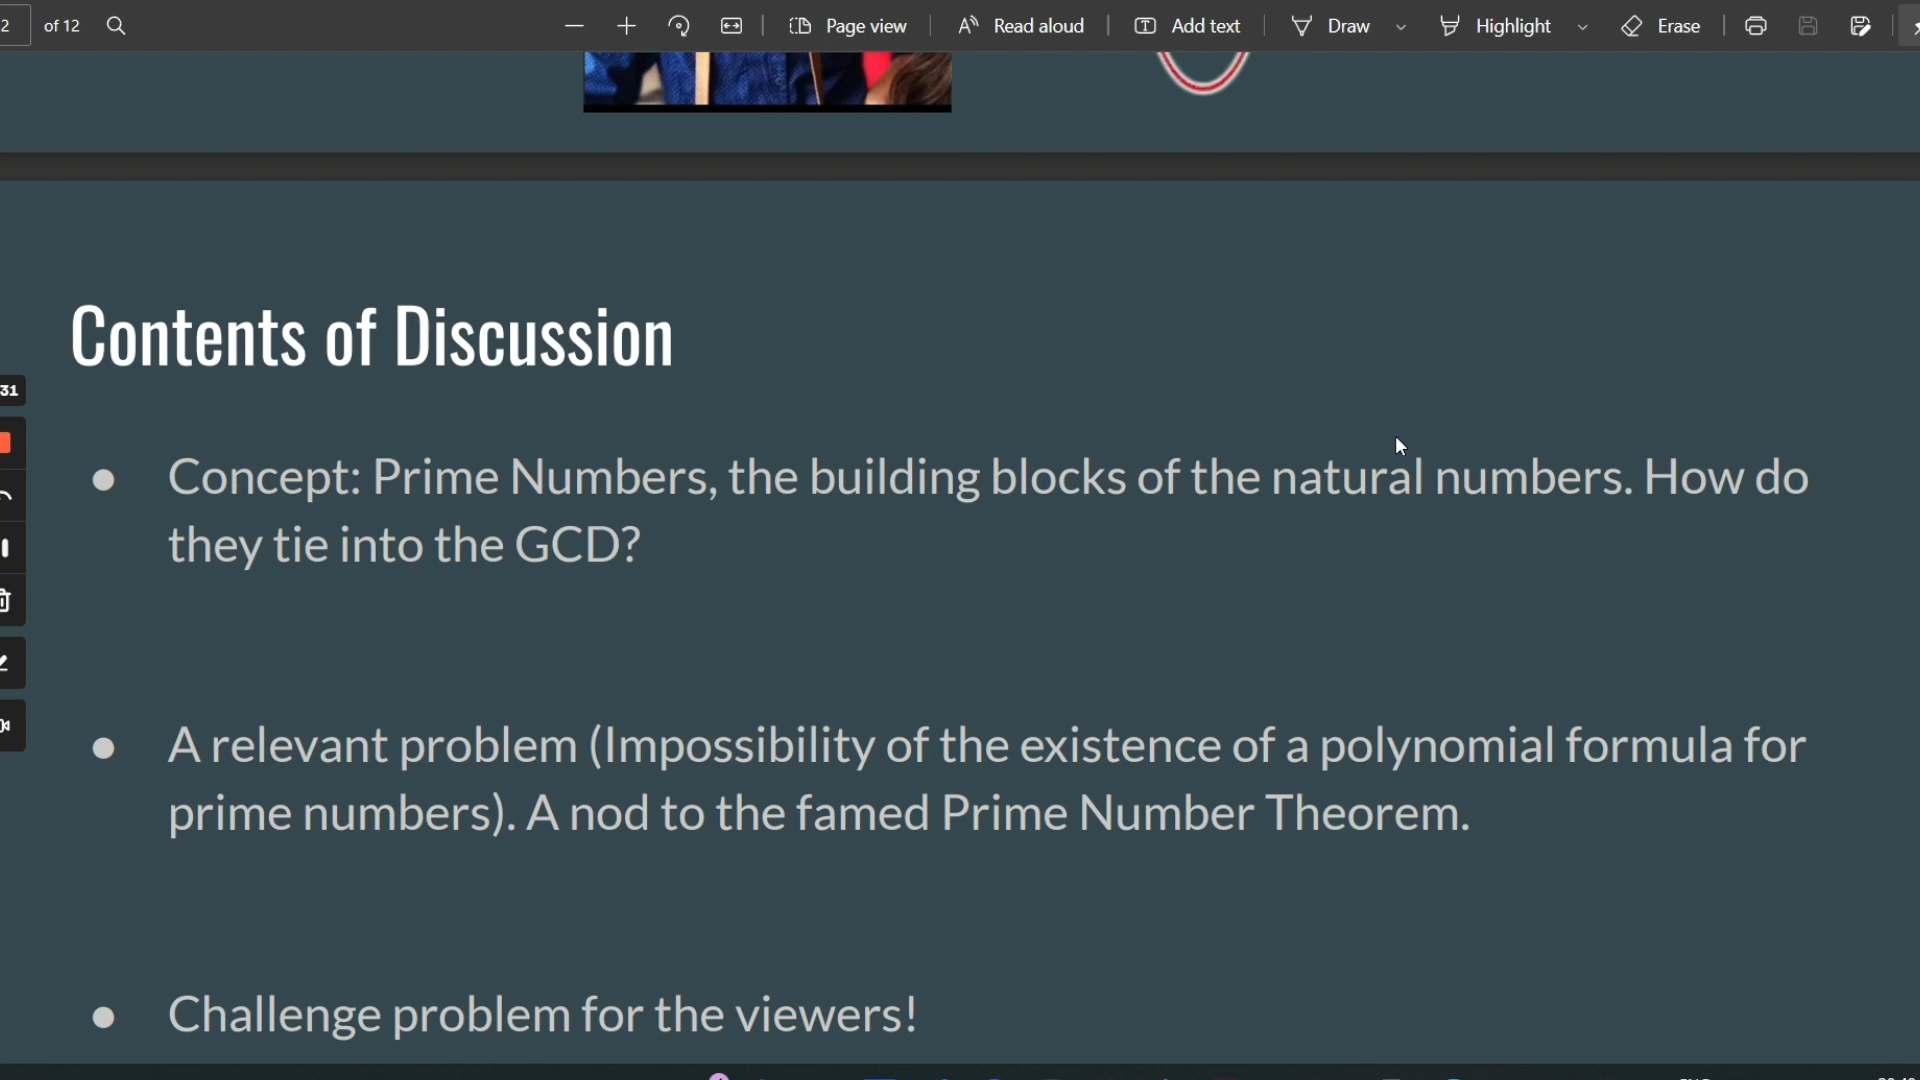 2 of 12 Page view Read aloud Add text Draw Highlight Erase
Contents of Discussion
31
● Concept: Prime Numbers, the building blocks of the natural numbers. How do
they tie into the GCD?
● A relevant problem (Impossibility of the existence of a polynomial formula for
prime numbers). A nod to the famed Prime Number Theorem.
● Challenge problem for the viewers!